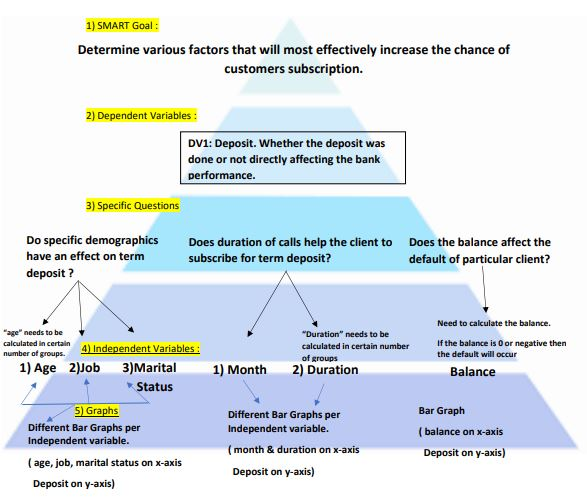 1) SMART Goal :
Determine various factors that will most effectively increase the chance of
customers subscription.
2) Dependent Variables :
DV1: Deposit. Whether the deposit was
done or not directly affecting the bank
performance.
3) Specific Questions
Do specific demographics
have an effect on term
deposit ?
Does duration of calls help the client to
subscribe for term deposit?
Does the balance affect the
default of particular client?
"age" needs to be
calculated in certain
number of groups.
4) Independent Variables :
"Duration" needs to be
calculated in certain number
of groups
Need to calculate the balance.
If the balance is 0 or negative then
the default will occur
1) Age 2)Job 3)Marital
Status
1) Month 2) Duration
Balance
5) Graphs
Different Bar Graphs per
Independent variable.
( age, job, marital status on x-axis
Deposit on y-axis)
Different Bar Graphs per
Independent variable.
( month & duration on x-axis
Deposit on y-axis)
Bar Graph
( balance on x-axis
Deposit on y-axis)